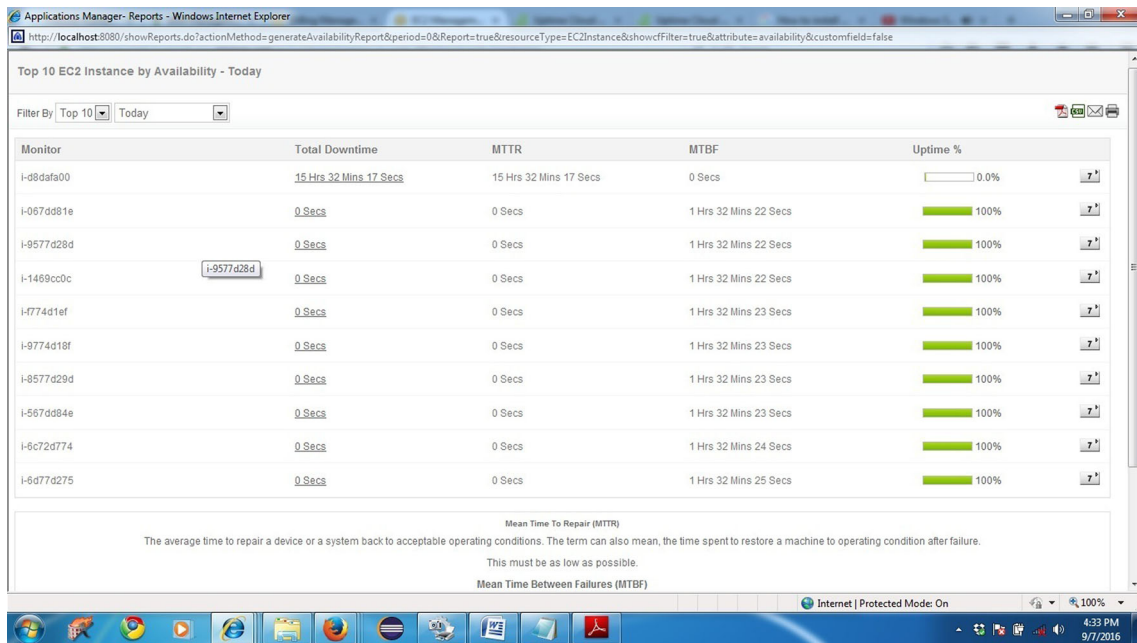 Applications Manager- Reports - Windows Internet Explorer
http://localhost:8080/showReports.do?actionMethod=generateAvailabilityReport&period=0&Report=true&resourceType=EC2Instance&showcfFilter=true&attribute=availability&customfield=false
Top 10 EC2 Instance by Availability - Today
Filter By Top 10 Today
Monitor Total Downtime MTTR MTBF Uptime %
i-d8dafa00 15 Hrs 32 Mins 17 Secs 15 Hrs 32 Mins 17 Secs 0 Secs 0.0% 7
i-067dd81e 0 Secs 0 Secs 1 Hrs 32 Mins 22 Secs 100% 7
i-9577d28d 0 Secs 0 Secs 1 Hrs 32 Mins 22 Secs 100% 7
i-9577d28d
i-1469cc0c 0 Secs 0 Secs 1 Hrs 32 Mins 22 Secs 100% 7
i-f774d1ef 0 Secs 0 Secs 1 Hrs 32 Mins 23 Secs 100% 7
i-9774d18f 0 Secs 0 Secs 1 Hrs 32 Mins 23 Secs 100% 7
i-8577d29d 0 Secs 0 Secs 1 Hrs 32 Mins 23 Secs 100% 7
i-567dd84e 0 Secs 0 Secs 1 Hrs 32 Mins 23 Secs 100% 7
i-6c72d774 0 Secs 0 Secs 1 Hrs 32 Mins 24 Secs 100% 7
i-6d77d275 0 Secs 0 Secs 1 Hrs 32 Mins 25 Secs 100% 7
Mean Time To Repair (MTTR)
The average time to repair a device or a system back to acceptable operating conditions. The term can also mean, the time spent to restore a machine to operating condition after failure.
This must be as low as possible.
Mean Time Between Failures (MTBF)
Internet | Protected Mode: On 100%
4:33 PM
9/7/2016